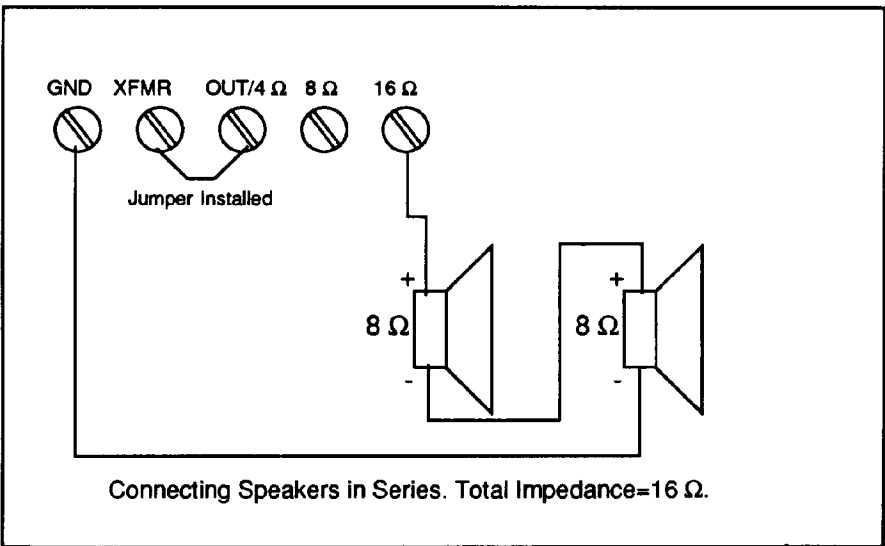 GND XFMR OUT/4 Ω 8 Ω 16 Ω
Jumper Installed
+ +
8 Ω 8 Ω
- -
Connecting Speakers in Series. Total Impedance=16 Ω.